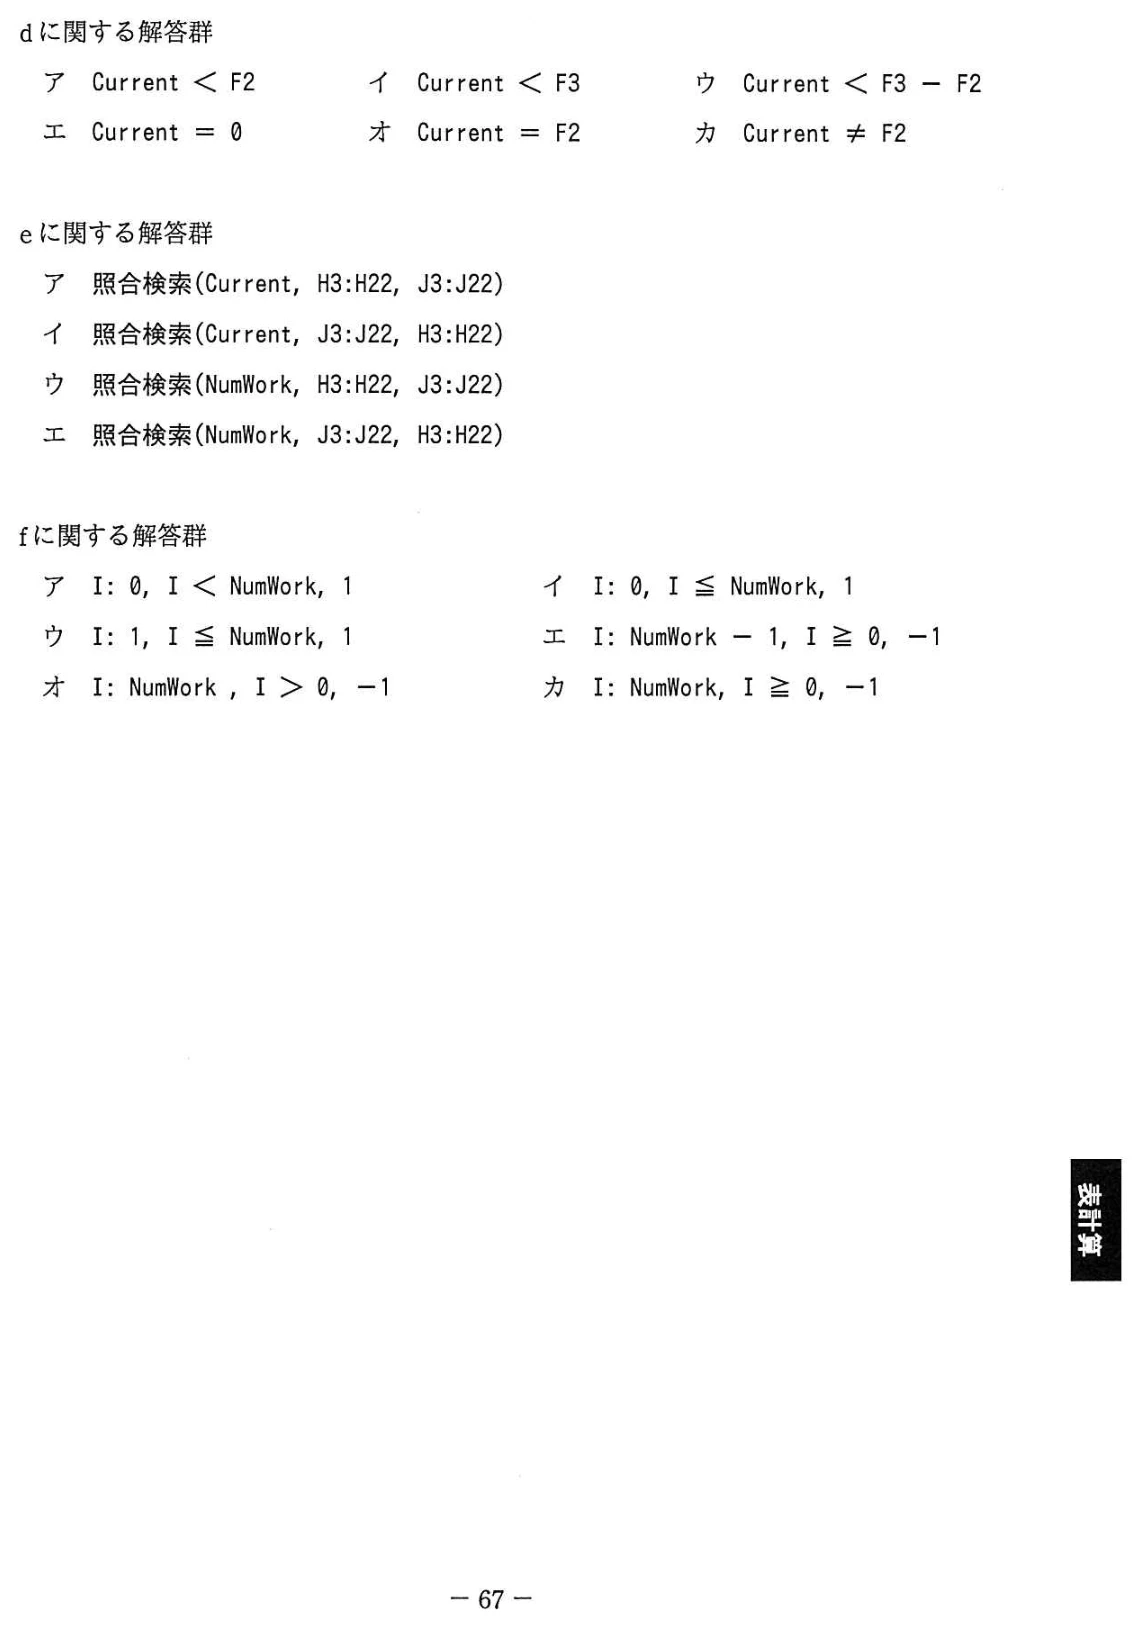 dに関する解答群
ア Current < F2 イ Current < F3 ウ Current < F3 − F2
エ Current = 0 オ Current = F2 カ Current ≠ F2
eに関する解答群
ア 照合検索(Current, H3:H22, J3:J22)
イ 照合検索(Current, J3:J22, H3:H22)
ウ 照合検索(NumWork, H3:H22, J3:J22)
エ 照合検索(NumWork, J3:J22, H3:H22)
fに関する解答群
ア I: 0, I < NumWork, 1 イ I: 0, I ≦ NumWork, 1
ウ I: 1, I ≦ NumWork, 1 エ I: NumWork − 1, I ≧ 0, −1
オ I: NumWork , I > 0, −1 カ I: NumWork, I ≧ 0, −1
表計算
− 67 −